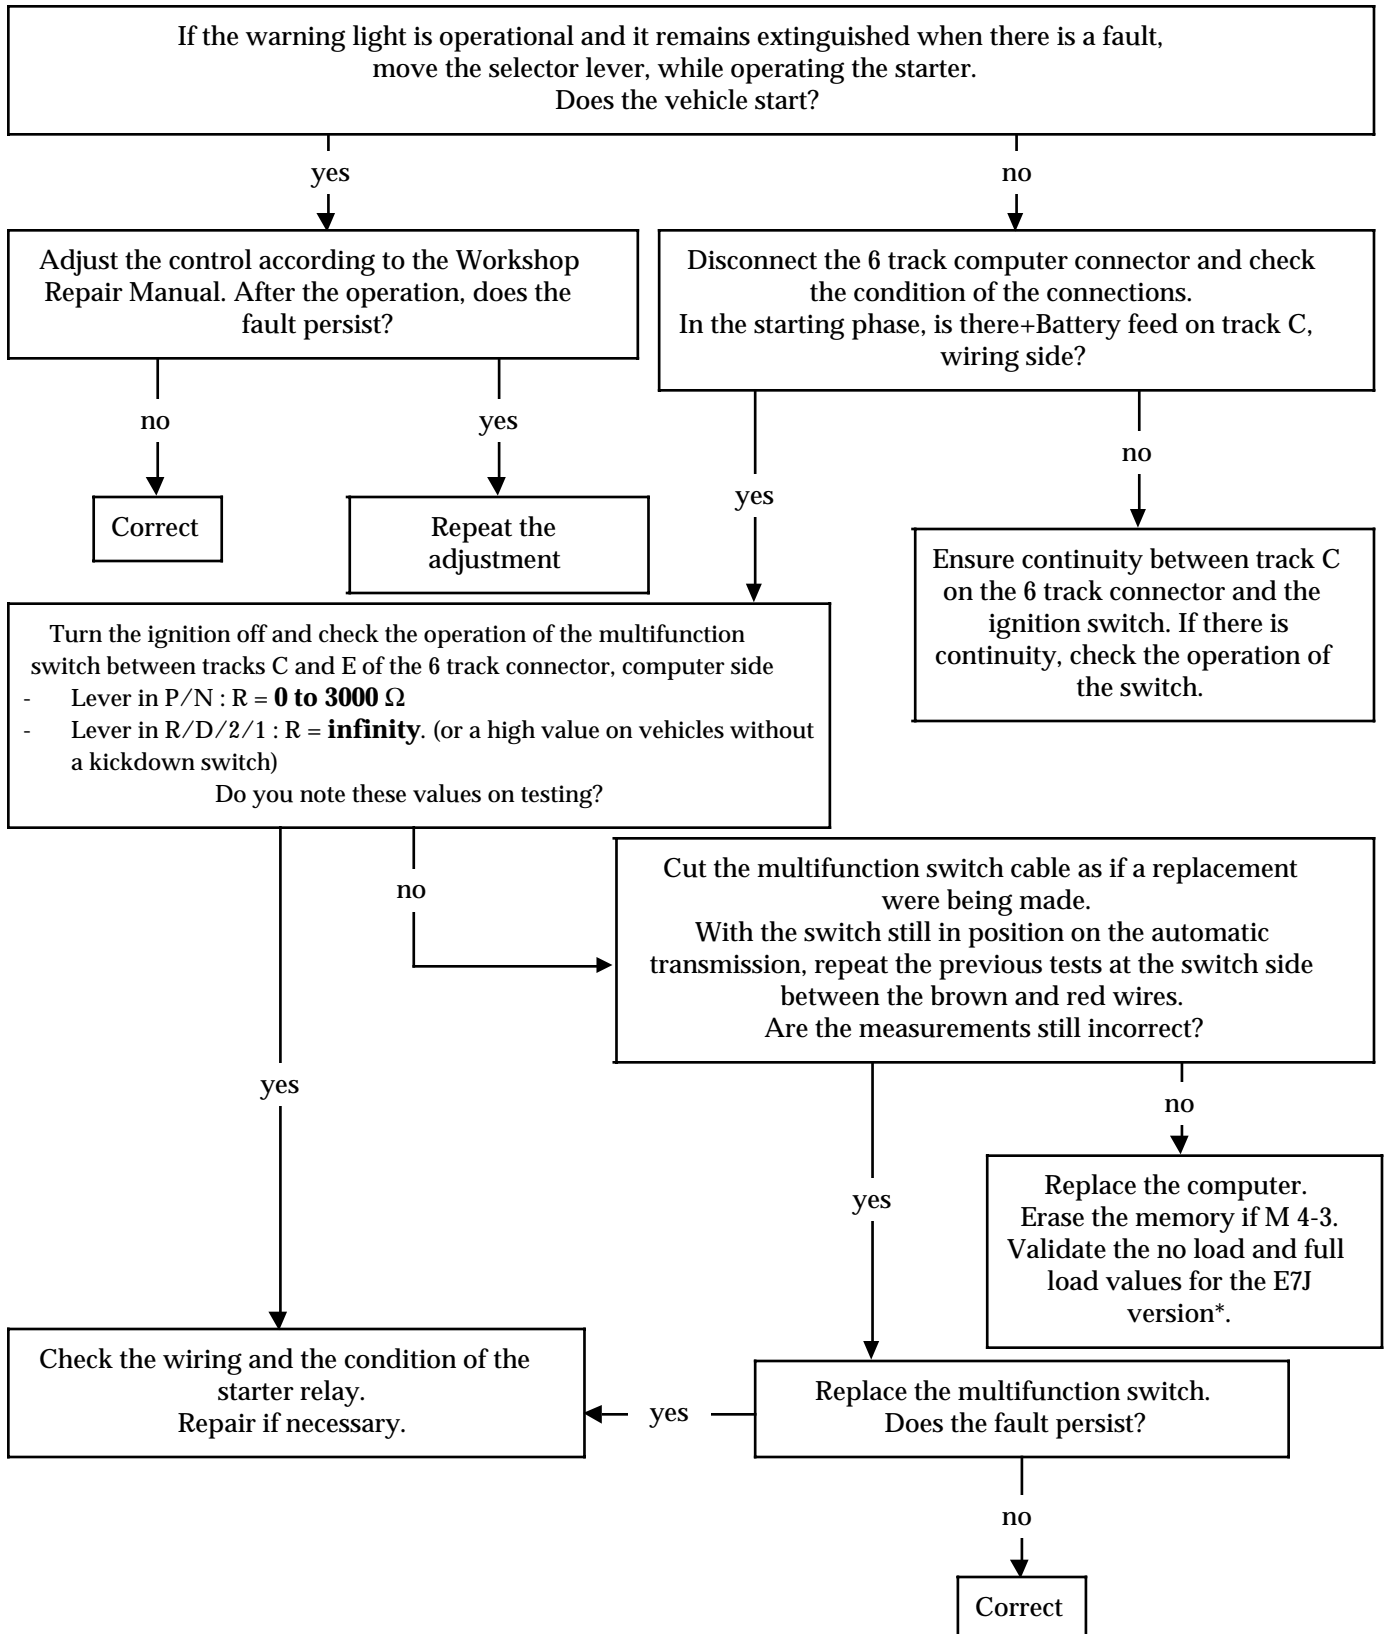 If the warning light is operational and it remains extinguished when there is a fault,
move the selector lever, while operating the starter.
Does the vehicle start?
yes
no
Adjust the control according to the Workshop
Repair Manual. After the operation, does the
fault persist?
Disconnect the 6 track computer connector and check
the condition of the connections.
In the starting phase, is there+Battery feed on track C,
wiring side?
no
yes
yes
no
Correct
Repeat the
adjustment
Ensure continuity between track C
on the 6 track connector and the
ignition switch. If there is
continuity, check the operation of
the switch.
Turn the ignition off and check the operation of the multifunction
switch between tracks C and E of the 6 track connector, computer side
- Lever in P/N : R = 0 to 3000 Ω
- Lever in R/D/2/1 : R = infinity. (or a high value on vehicles without
a kickdown switch)
Do you note these values on testing?
yes
no
Cut the multifunction switch cable as if a replacement
were being made.
With the switch still in position on the automatic
transmission, repeat the previous tests at the switch side
between the brown and red wires.
Are the measurements still incorrect?
yes
no
Replace the computer.
Erase the memory if M 4-3.
Validate the no load and full
load values for the E7J
version*.
Check the wiring and the condition of the
starter relay.
Repair if necessary.
yes
Replace the multifunction switch.
Does the fault persist?
no
Correct